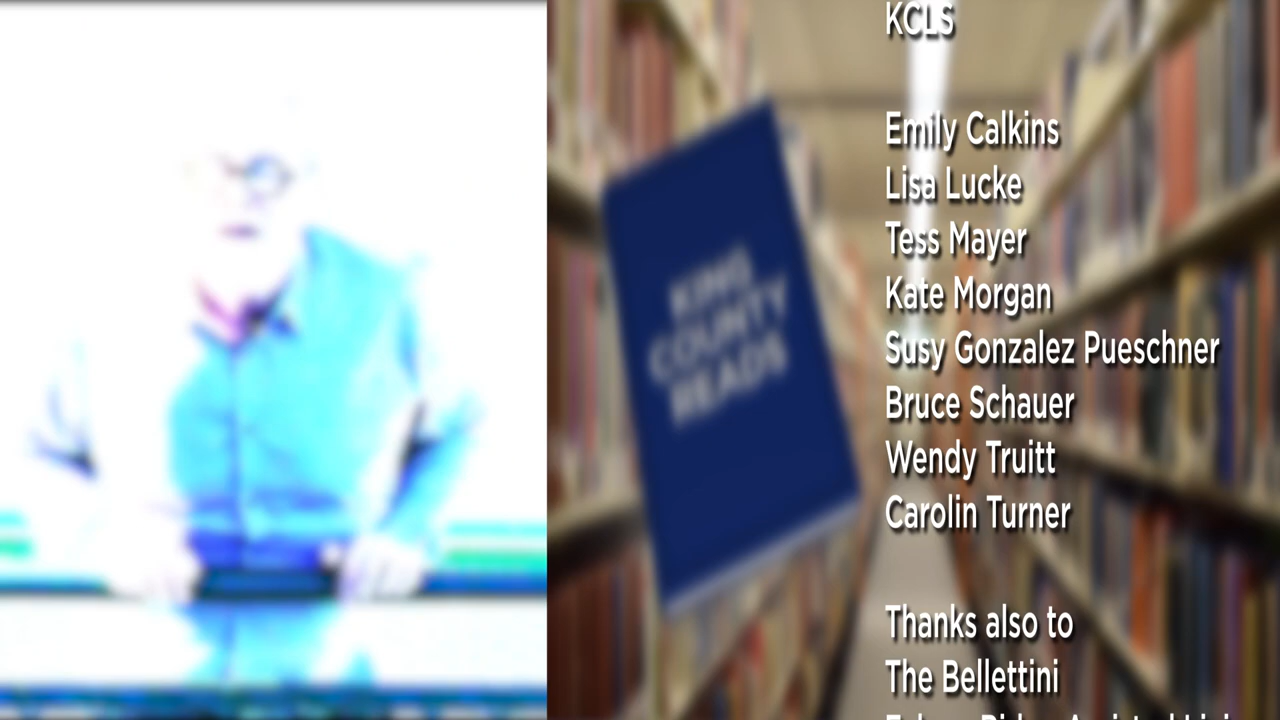 KCLS
KING
COUNTY
READS
Emily Calkins
Lisa Lucke
Tess Mayer
Kate Morgan
Susy Gonzalez Pueschner
Bruce Schauer
Wendy Truitt
Carolin Turner
Thanks also to
The Bellettini